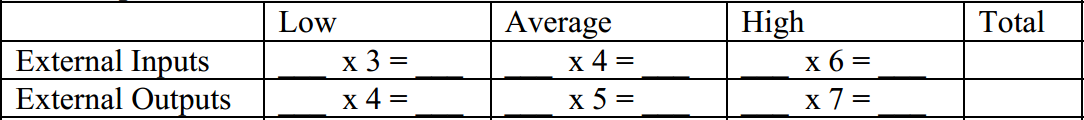 Low Average High Total
External Inputs ___ x 3 = ___ ___ x 4 = ___ ___ x 6 = ___
External Outputs ___ x 4 = ___ ___ x 5 = ___ ___ x 7 = ___